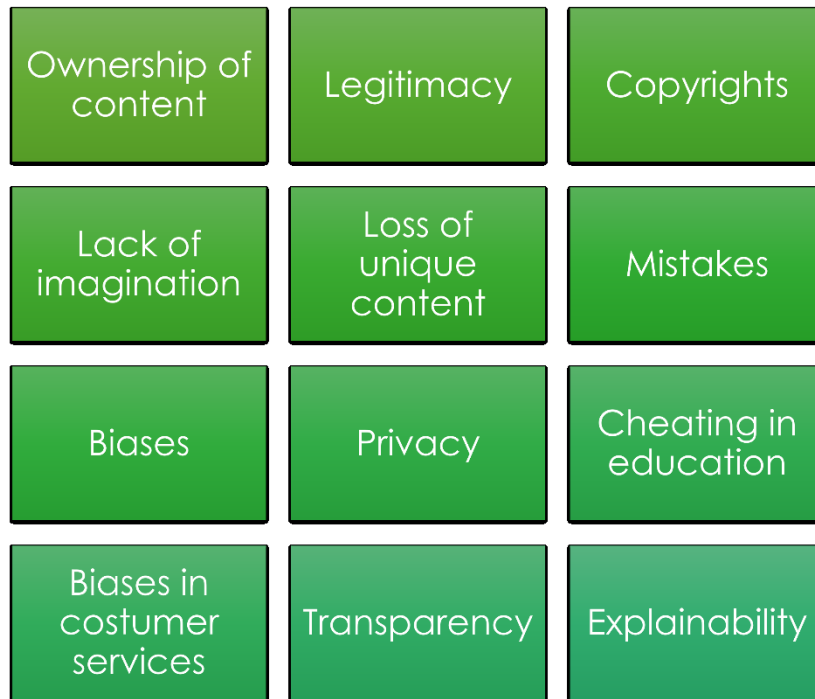 Ownership of
content
Legitimacy
Copyrights
Lack of
imagination
Loss of
unique
content
Mistakes
Biases
Privacy
Cheating in
education
Biases in
costumer
services
Transparency
Explainability